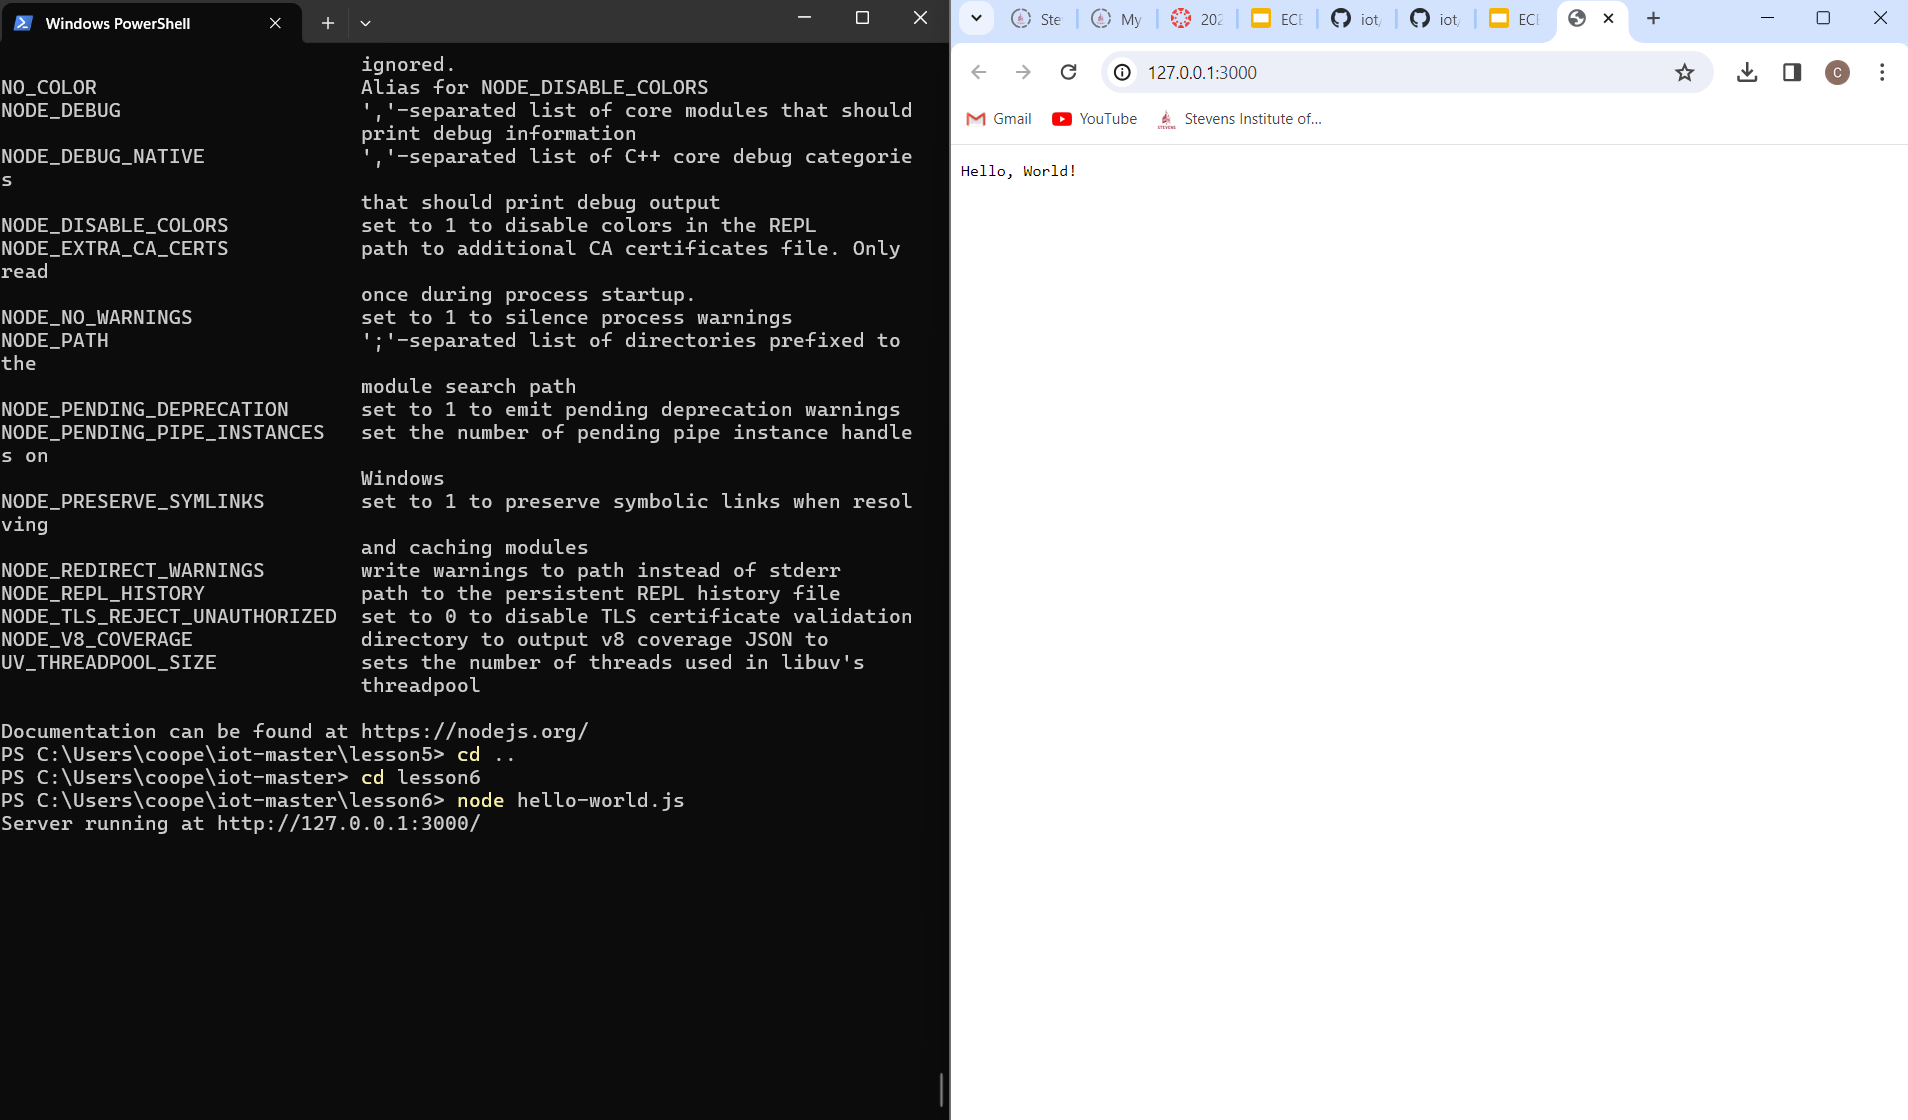 Windows PowerShell
ignored.
NO_COLOR                      Alias for NODE_DISABLE_COLORS
NODE_DEBUG                    ','-separated list of core modules that should
                              print debug information
NODE_DEBUG_NATIVE             ','-separated list of C++ core debug categorie
s
                              that should print debug output
NODE_DISABLE_COLORS           set to 1 to disable colors in the REPL
NODE_EXTRA_CA_CERTS           path to additional CA certificates file. Only
read
                              once during process startup.
NODE_NO_WARNINGS              set to 1 to silence process warnings
NODE_PATH                     ';'-separated list of directories prefixed to
the
                              module search path
NODE_PENDING_DEPRECATION      set to 1 to emit pending deprecation warnings
NODE_PENDING_PIPE_INSTANCES   set the number of pending pipe instance handle
s on
                              Windows
NODE_PRESERVE_SYMLINKS        set to 1 to preserve symbolic links when resol
ving
                              and caching modules
NODE_REDIRECT_WARNINGS        write warnings to path instead of stderr
NODE_REPL_HISTORY             path to the persistent REPL history file
NODE_TLS_REJECT_UNAUTHORIZED  set to 0 to disable TLS certificate validation
NODE_V8_COVERAGE              directory to output v8 coverage JSON to
UV_THREADPOOL_SIZE            sets the number of threads used in libuv's
                              threadpool
Documentation can be found at https://nodejs.org/
PS C:\Users\coope\iot-master\lesson5> cd ..
PS C:\Users\coope\iot-master> cd lesson6
PS C:\Users\coope\iot-master\lesson6> node hello-world.js
Server running at http://127.0.0.1:3000/
Ste My 202 ECE iot/ iot/ ECE
127.0.0.1:3000 C
Gmail YouTube Stevens Institute of...
Hello, World!